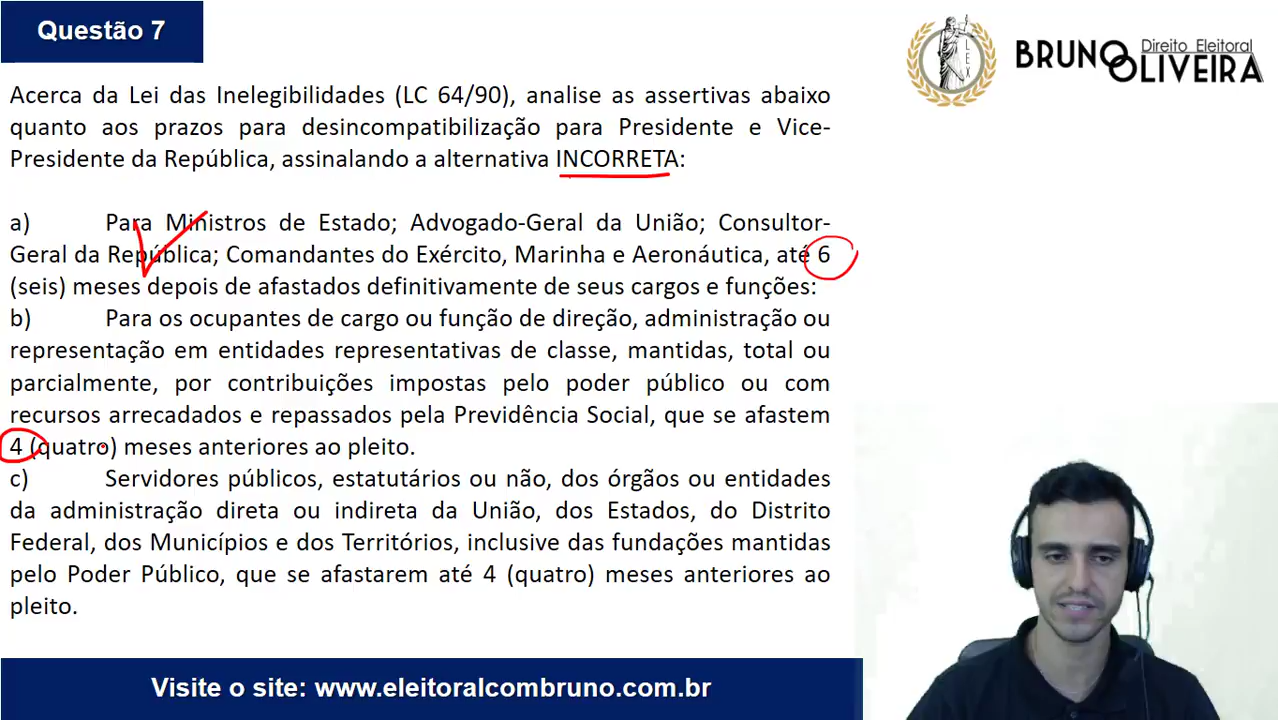 Questão 7
LEX
BRUNO
Direito Eleitoral
OLIVEIRA
Acerca da Lei das Inelegibilidades (LC 64/90), analise as assertivas abaixo
quanto aos prazos para desincompatibilização para Presidente e Vice-
Presidente da República, assinalando a alternativa INCORRETA:
a) Para Ministros de Estado; Advogado-Geral da União; Consultor-
Geral da República; Comandantes do Exército, Marinha e Aeronáutica, até 6
(seis) meses depois de afastados definitivamente de seus cargos e funções:
b) Para os ocupantes de cargo ou função de direção, administração ou
representação em entidades representativas de classe, mantidas, total ou
parcialmente, por contribuições impostas pelo poder público ou com
recursos arrecadados e repassados pela Previdência Social, que se afastem
4 (quatro) meses anteriores ao pleito.
c) Servidores públicos, estatutários ou não, dos órgãos ou entidades
da administração direta ou indireta da União, dos Estados, do Distrito
Federal, dos Municípios e dos Territórios, inclusive das fundações mantidas
pelo Poder Público, que se afastarem até 4 (quatro) meses anteriores ao
pleito.
Visite o site: www.eleitoralcombruno.com.br